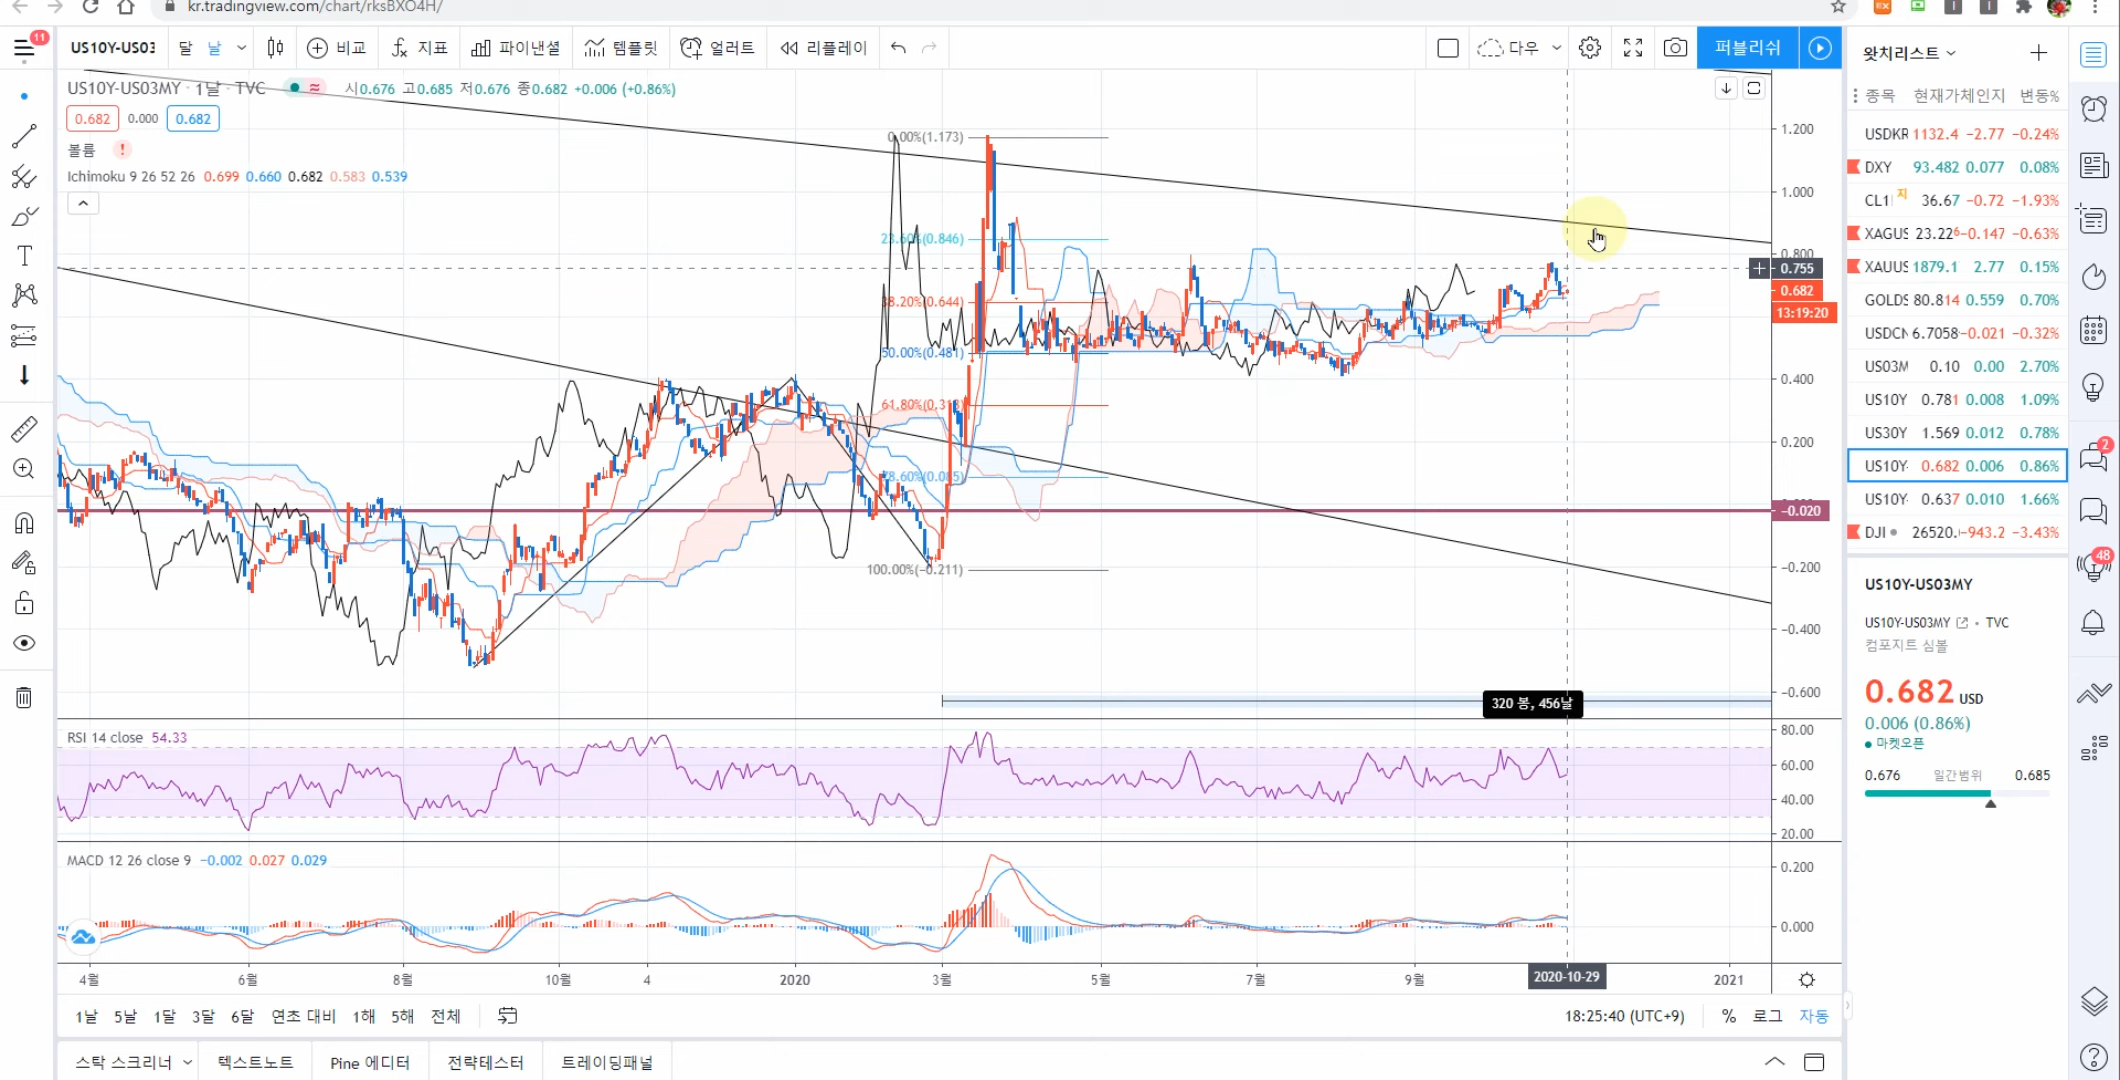 kr.tradingview.com/chart/rksBXO4H/
11
US10Y-US03
달 날
비교
지표
파이낸셜
템플릿
얼러트
리플레이
다우
퍼블리쉬
US10Y-US03MY · 1날 · TVC 시0.676 고0.685 저0.676 종0.682 +0.006 (+0.86%)
0.682 0.000 0.682
볼륨 !
Ichimoku 9 26 52 26 0.699 0.660 0.682 0.583 0.539
0.00%(1.173)
23.60%(0.846)
38.20%(0.644)
50.00%(0.481)
100.00%(-0.211)
1.200
1.000
0.800
0.755
0.682
13:19:20
0.400
0.200
-0.020
-0.200
-0.400
-0.600
320 봉, 456날
RSI 14 close 54.33
80.00
60.00
40.00
20.00
MACD 12 26 close 9 -0.002 0.027 0.029
0.200
0.000
4월 6월 8월 10월 4 2020 3월 5월 7월 9월 2020-10-29 2021
1날 5날 1달 3달 6달 연초 대비 1해 5해 전체
18:25:40 (UTC+9) % 로그 자동
스탁 스크리너 텍스트노트 Pine 에디터 전략테스터 트레이딩패널
왓치리스트
종목 현재가 체인지 변동%
USDKR 1132.4 -2.77 -0.24%
DXY 93.482 0.077 0.08%
CL1! 지 36.67 -0.72 -1.93%
XAGUS 23.226 -0.147 -0.63%
XAUUS 1879.1 2.77 0.15%
GOLDS 80.814 0.559 0.70%
USDCN 6.7058 -0.021 -0.32%
US03M 0.10 0.00 2.70%
US10Y 0.781 0.008 1.09%
US30Y 1.569 0.012 0.78%
US10Y- 0.682 0.006 0.86%
US10Y- 0.637 0.010 1.66%
DJI 26520. -943.2 -3.43%
US10Y-US03MY
US10Y-US03MY • TVC
컴포지트 심볼
0.682 USD
0.006 (0.86%)
마켓오픈
0.676 일간범위 0.685
2
48